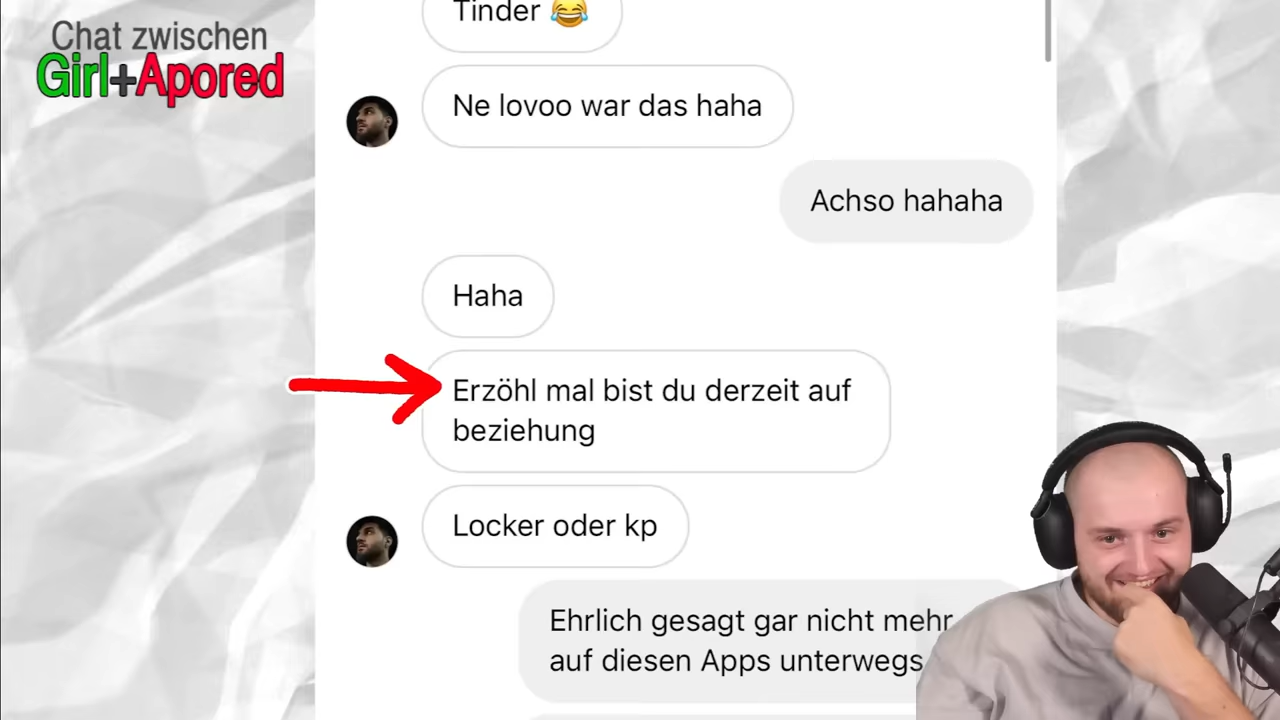 Chat zwischen
Girl+Apored
Tinder 😂
Ne lovoo war das haha
Achso hahaha
Haha
Erzöhl mal bist du derzeit auf
beziehung
Locker oder kp
Ehrlich gesagt gar nicht mehr
auf diesen Apps unterwegs